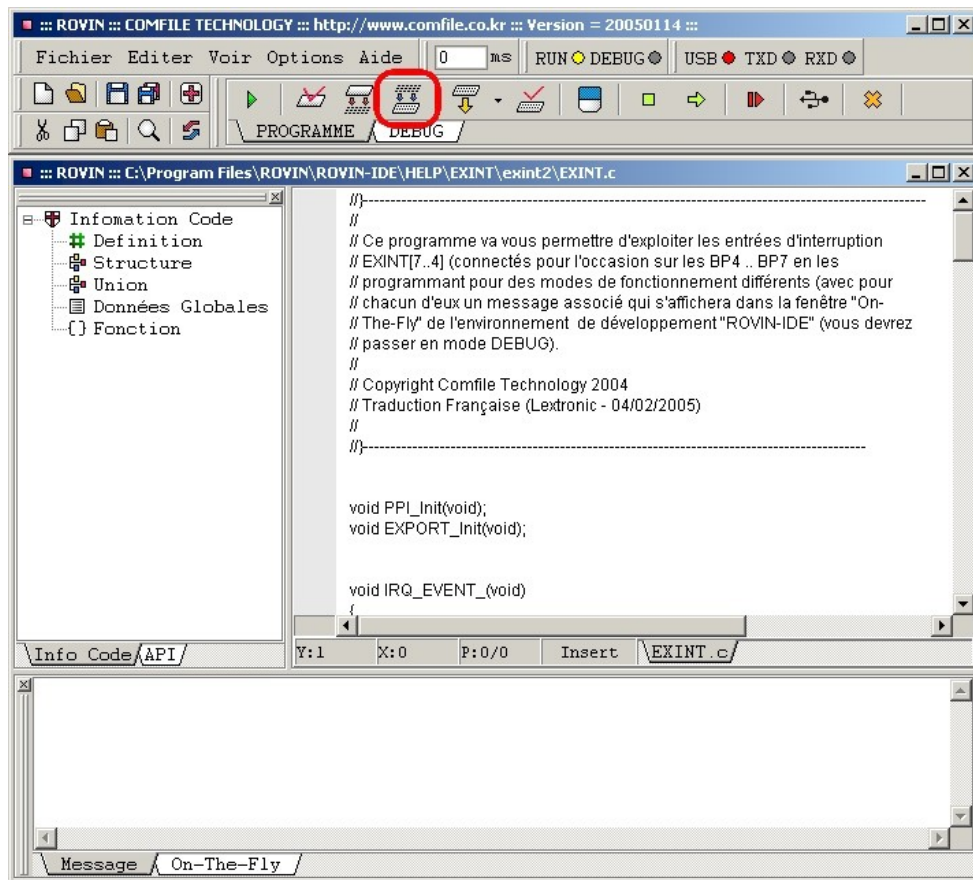 ::: ROVIN ::: COMFILE TECHNOLOGY ::: http://www.comfile.co.kr ::: Version = 20050114 :::
Fichier Editer Voir Options Aide 0 ms RUN DEBUG USB TXD RXD
PROGRAMME DEBUG
::: ROVIN ::: C:\Program Files\ROVIN\ROVIN-IDE\HELP\EXINT\exint2\EXINT.c
Infomation Code
Definition
Structure
Union
Données Globales
{} Fonction
Info Code API
//}------------------------------------------------------------------------------------------------------
//
// Ce programme va vous permettre d'exploiter les entrées d'interruption
// EXINT[7..4] (connectés pour l'occasion sur les BP4 .. BP7 en les
// programmant pour des modes de fonctionnement différents (avec pour
// chacun d'eux un message associé qui s'affichera dans la fenêtre "On-
// The-Fly" de l'environnement de développement "ROVIN-IDE" (vous devrez
// passer en mode DEBUG).
//
// Copyright Comfile Technology 2004
// Traduction Française (Lextronic - 04/02/2005)
//
//}-------------------------------------------------------------------------------------------
void PPI_Init(void);
void EXPORT_Init(void);
void IRQ_EVENT_(void)
{
Y:1 X:0 P:0/0 Insert EXINT.c
Message On-The-Fly